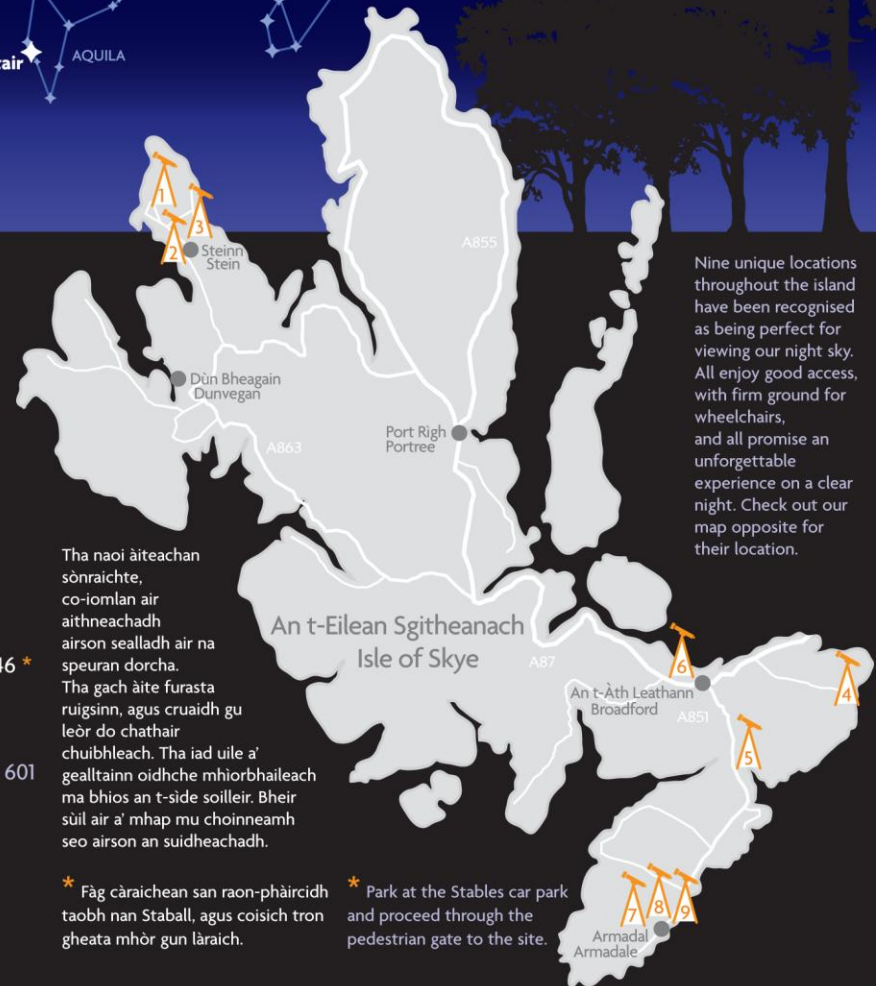 air
AQUILA
1
3
2
Steinn
Stein
A855
Dùn Bheagain
Dunvegan
Port Rìgh
Portree
A863
Nine unique locations
throughout the island
have been recognised
as being perfect for
viewing our night sky.
All enjoy good access,
with firm ground for
wheelchairs,
and all promise an
unforgettable
experience on a clear
night. Check out our
map opposite for
their location.
46 *
601
Tha naoi àiteachan
sònraichte,
co-iomlan air
aithneachadh
airson sealladh air na
speuran dorcha.
Tha gach àite furasta
ruigsinn, agus cruaidh gu
leòr do chathair
chuibhleach. Tha iad uile a'
gealltainn oidhche mhìorbhaileach
ma bhios an t-sìde soilleir. Bheir
sùil air a' mhap mu choinneamh
seo airson an suidheachadh.
An t-Eilean Sgitheanach
Isle of Skye
A87
6
4
An t-Àth Leathann
Broadford
A851
5
7
8
9
Armadal
Armadale
* Fàg càraichean san raon-phàircidh
taobh nan Staball, agus coisich tron
gheata mhòr gun làraich.
* Park at the Stables car park
and proceed through the
pedestrian gate to the site.